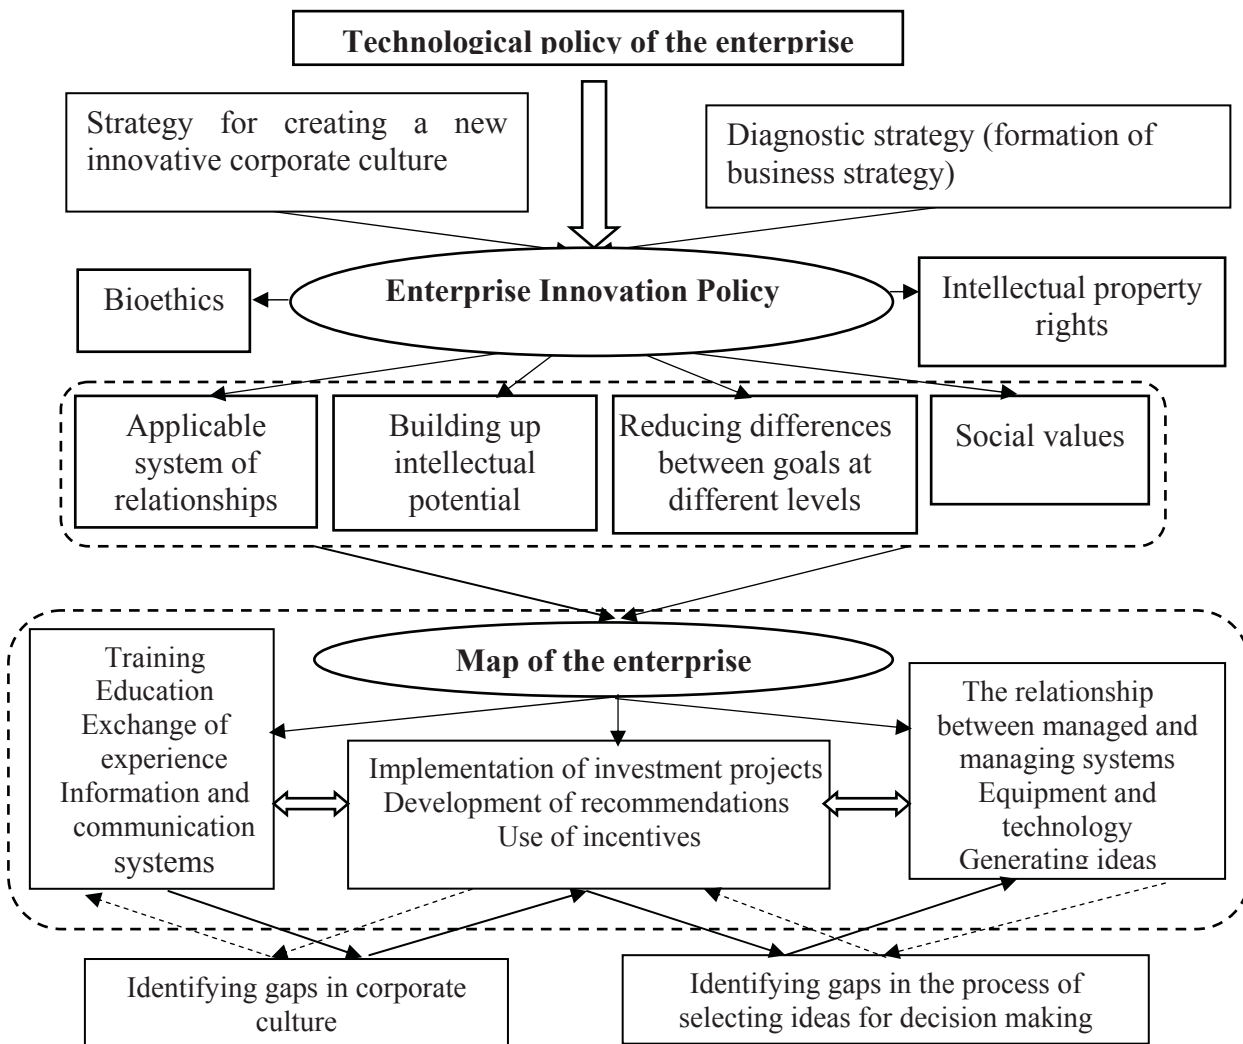 Technological policy of the enterprise
Strategy for creating a new
innovative corporate culture
Diagnostic strategy (formation of
business strategy)
Bioethics
Enterprise Innovation Policy
Intellectual property
rights
Applicable
system of
relationships
Building up
intellectual
potential
Reducing differences
between goals at
different levels
Social values
Map of the enterprise
Training
Education
Exchange of
experience
Information and
communication
systems
Implementation of investment projects
Development of recommendations
Use of incentives
The relationship
between managed and
managing systems
Equipment and
technology
Generating ideas
Identifying gaps in corporate
culture
Identifying gaps in the process of
selecting ideas for decision making